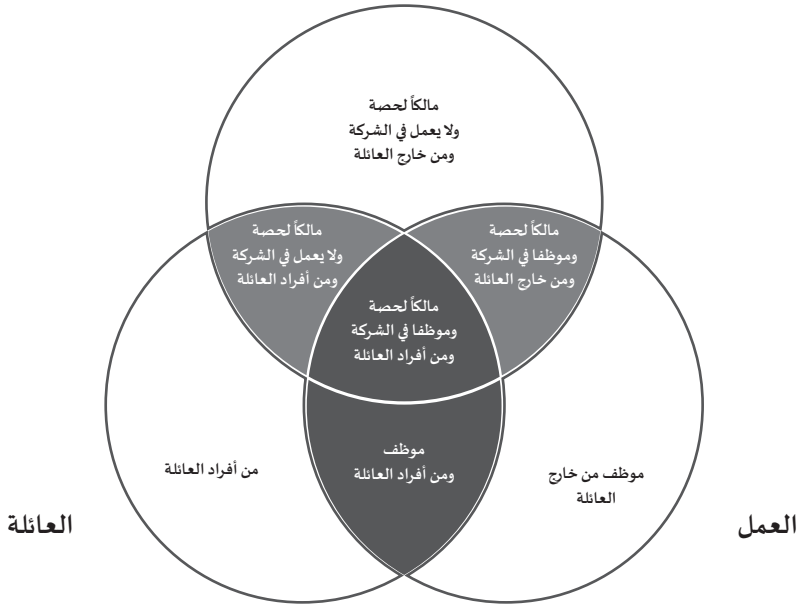 مالكاً لحصة
ولا يعمل في الشركة
ومن خارج العائلة
مالكاً لحصة
وموظفا في الشركة
ومن خارج العائلة
مالكاً لحصة
ولا يعمل في الشركة
ومن أفراد العائلة
مالكاً لحصة
وموظفا في الشركة
ومن أفراد العائلة
موظف من خارج
العائلة
موظف
ومن أفراد العائلة
من أفراد العائلة
العمل
العائلة